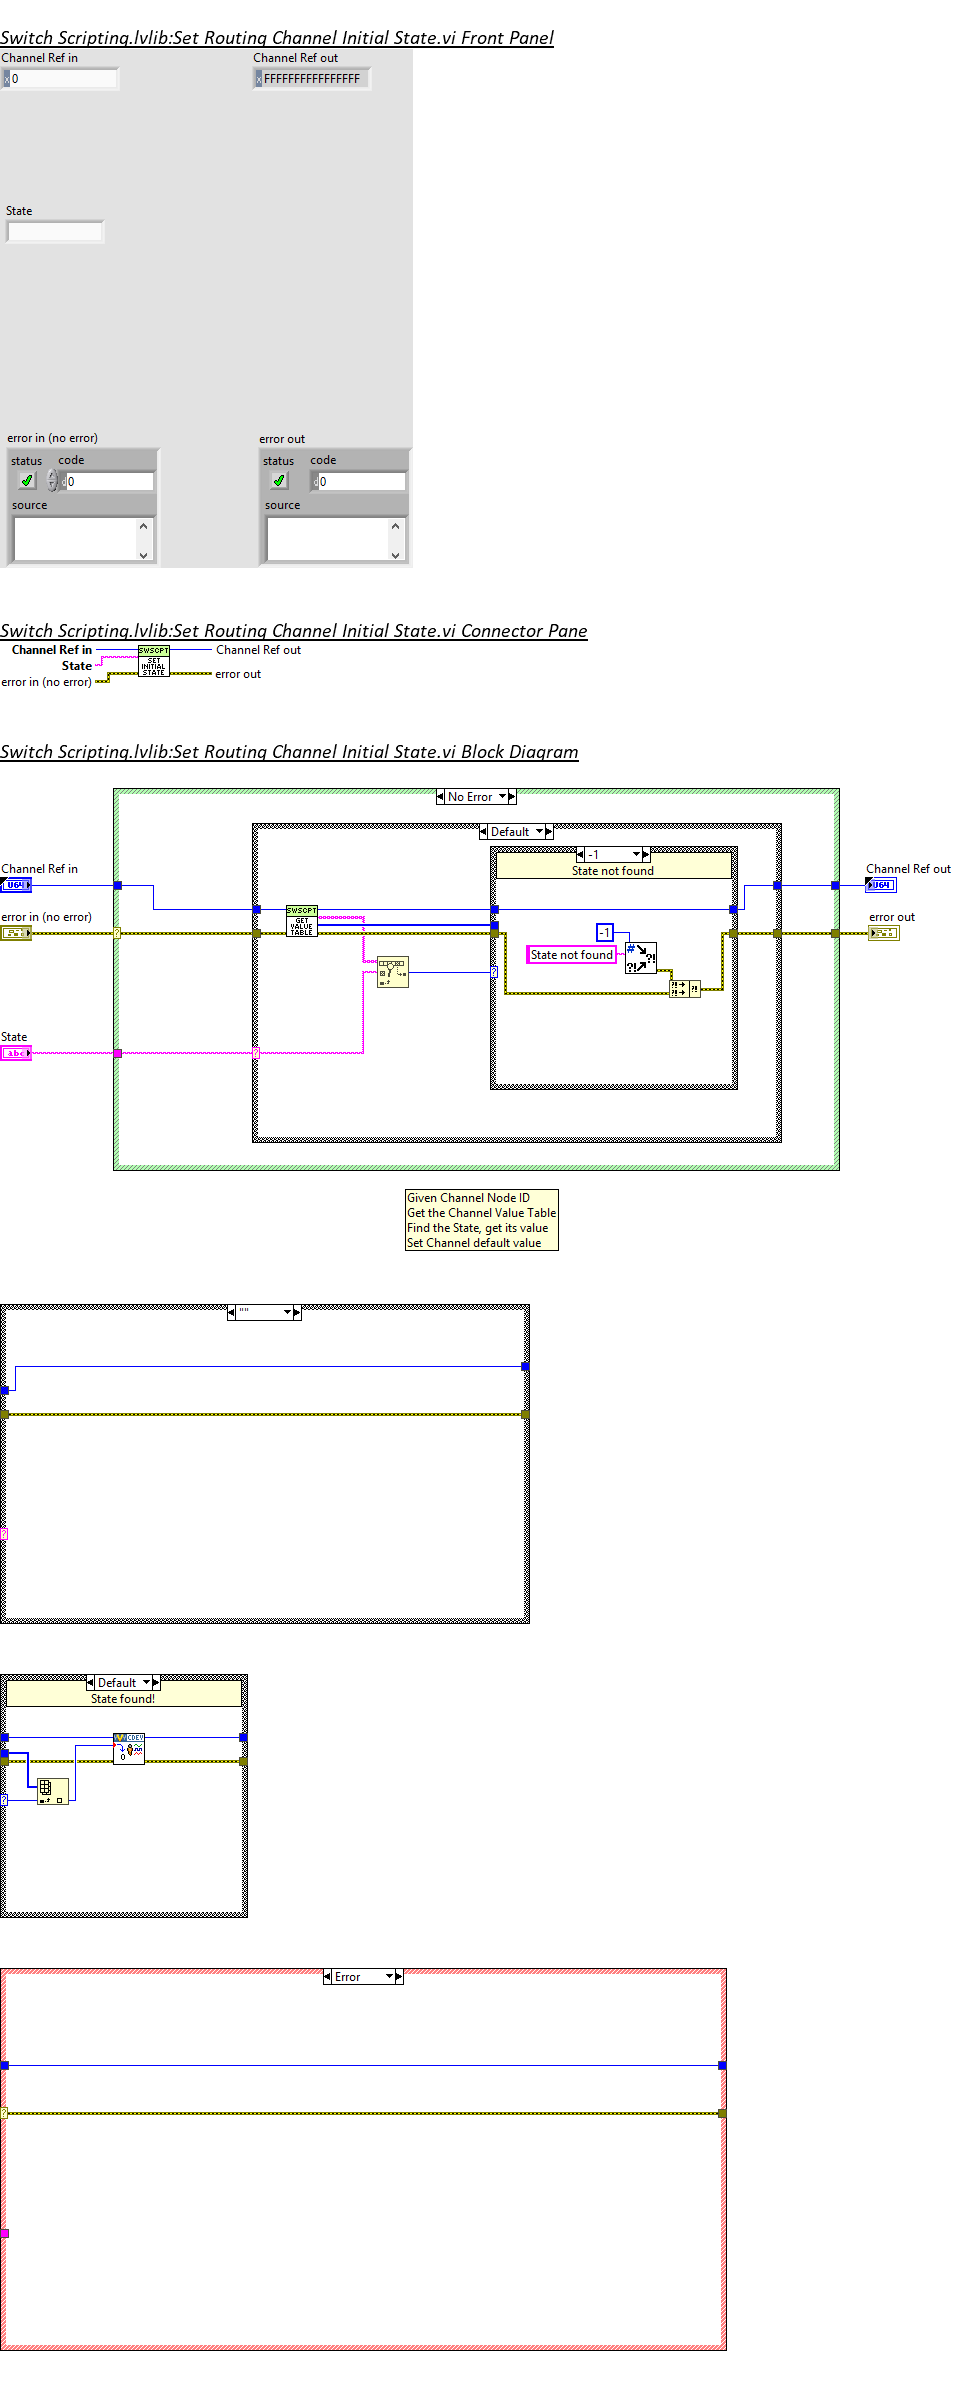 Switch Scripting.lvlib:Set Routing Channel Initial State.vi Front Panel
Channel Ref in
x 0
Channel Ref out
x FFFFFFFFFFFFFFFF
State
error in (no error)
status code
d 0
source
error out
status code
d 0
source
Switch Scripting.lvlib:Set Routing Channel Initial State.vi Connector Pane
Channel Ref in
State
error in (no error)
SWSCPT
SET
INITIAL
STATE
Channel Ref out
error out
Switch Scripting.lvlib:Set Routing Channel Initial State.vi Block Diagram
No Error
Default
-1
State not found
Channel Ref in
U64
error in (no error)
State
abc
SWSCPT
GET
VALUE
TABLE
-1
State not found
Channel Ref out
U64
error out
Given Channel Node ID
Get the Channel Value Table
Find the State, get its value
Set Channel default value
""
Default
State found!
CDEV
0
Error